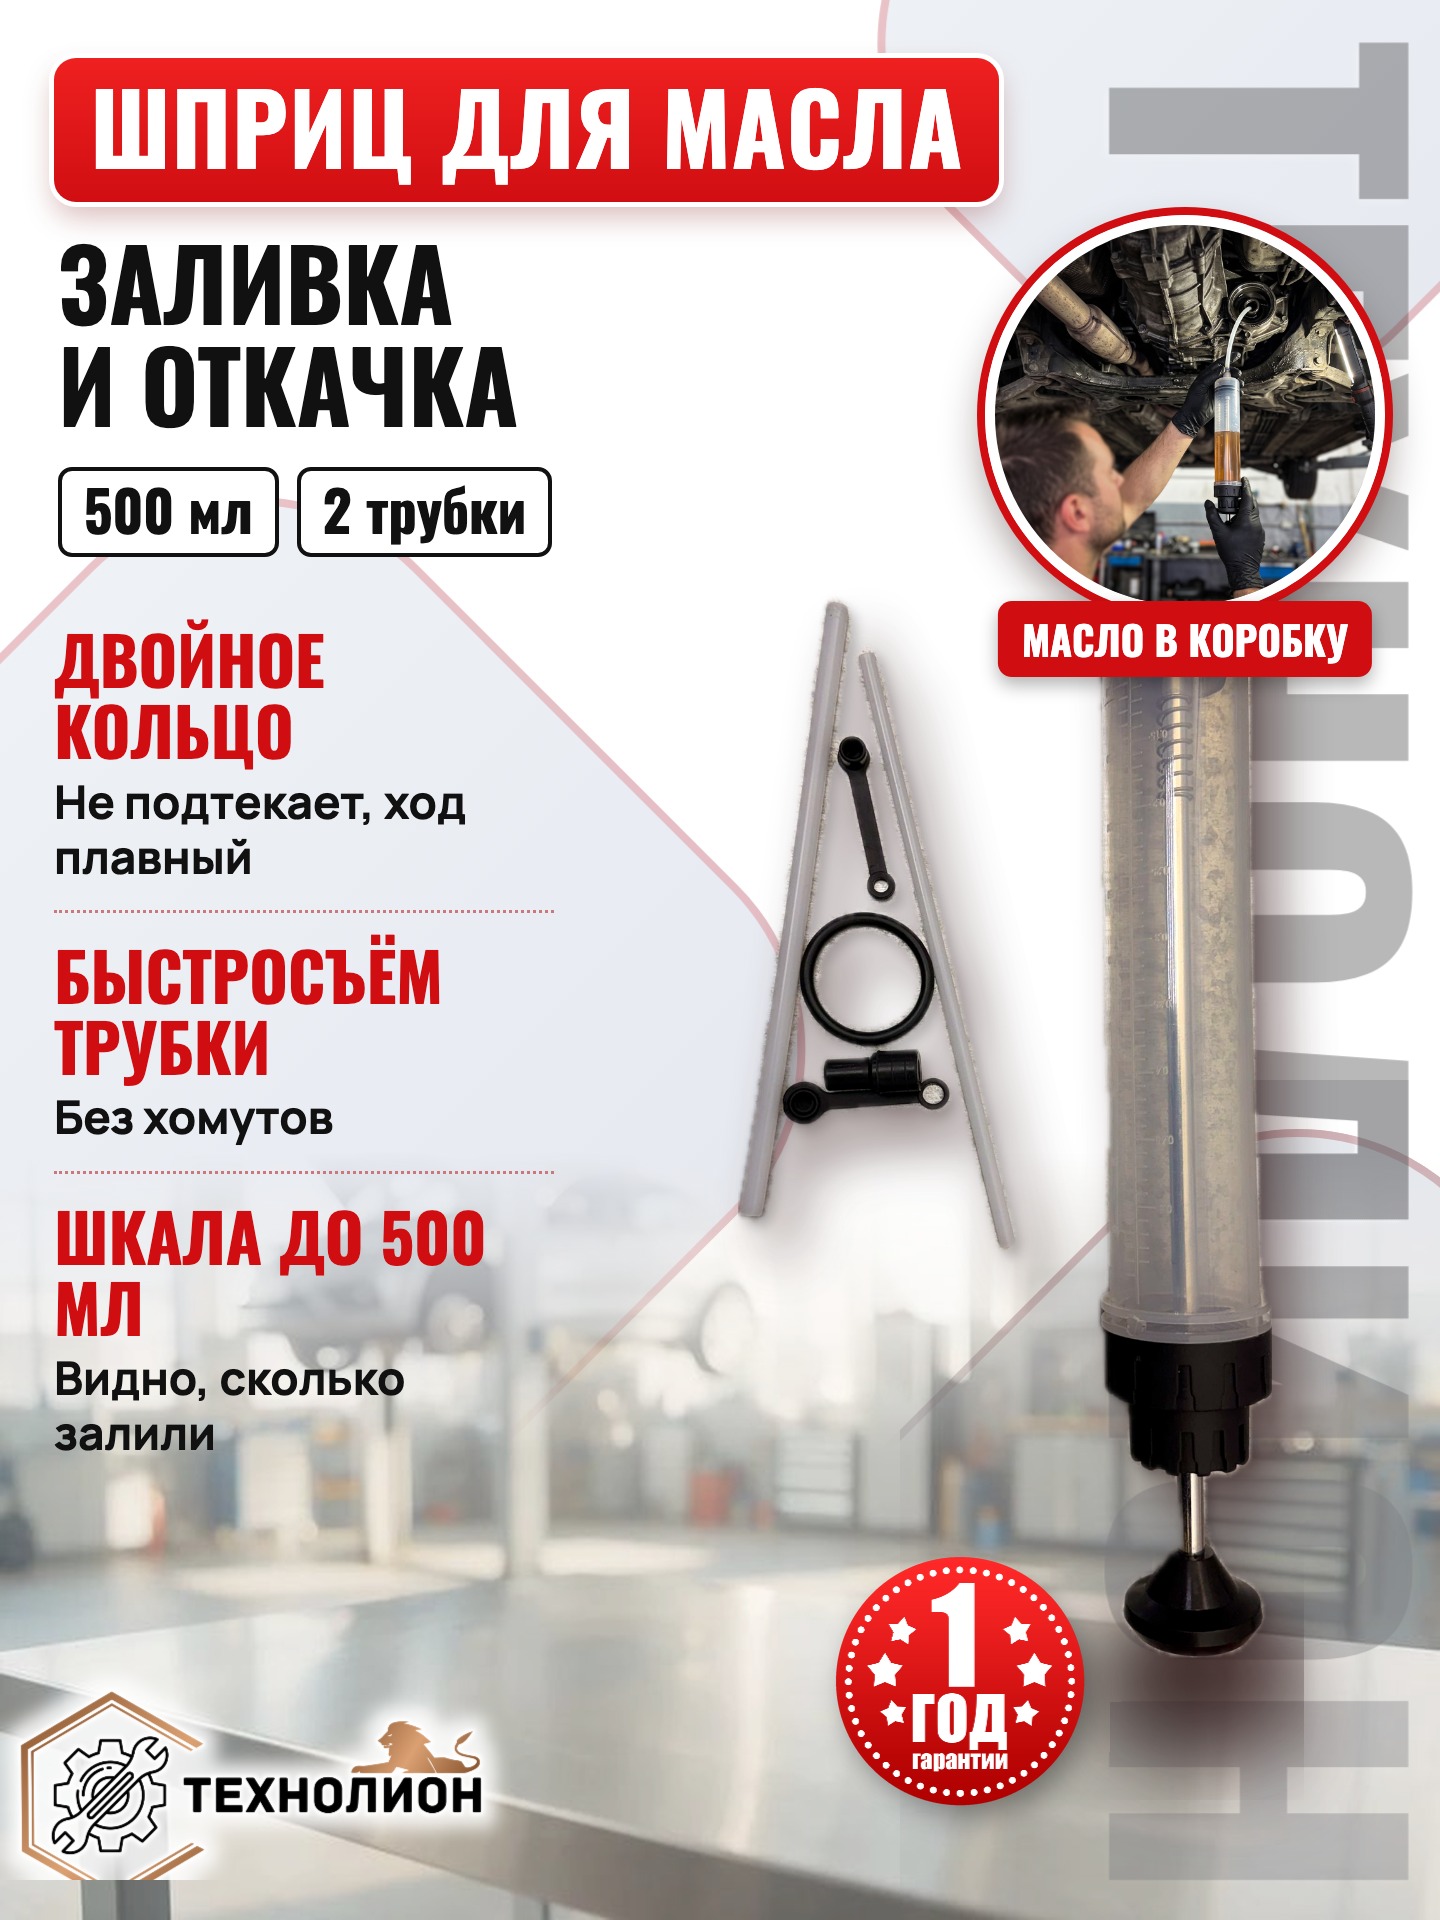 ШПРИЦ ДЛЯ МАСЛА
ЗАЛИВКА
И ОТКАЧКА
500 мл
2 трубки
МАСЛО В КОРОБКУ
ДВОЙНОЕ
КОЛЬЦО
Не подтекает, ход
плавный
БЫСТРОСЪЁМ
ТРУБКИ
Без хомутов
ШКАЛА ДО 500
МЛ
Видно, сколько
залили
1
ГОД
гарантии
ТЕХНОЛИОН